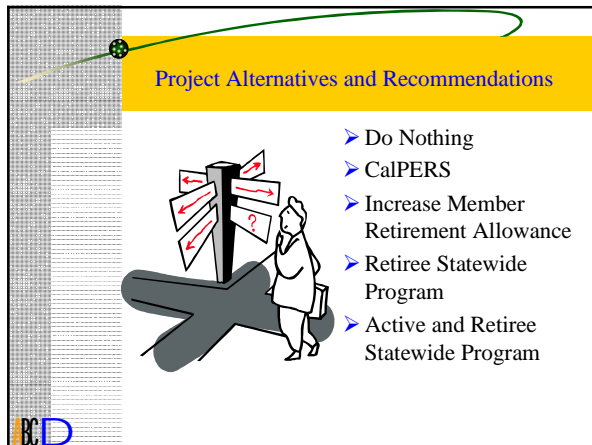 Project Alternatives and Recommendations
➢ Do Nothing
➢ CalPERS
➢ Increase Member
Retirement Allowance
➢ Retiree Statewide
Program
➢ Active and Retiree
Statewide Program
?
ABCD